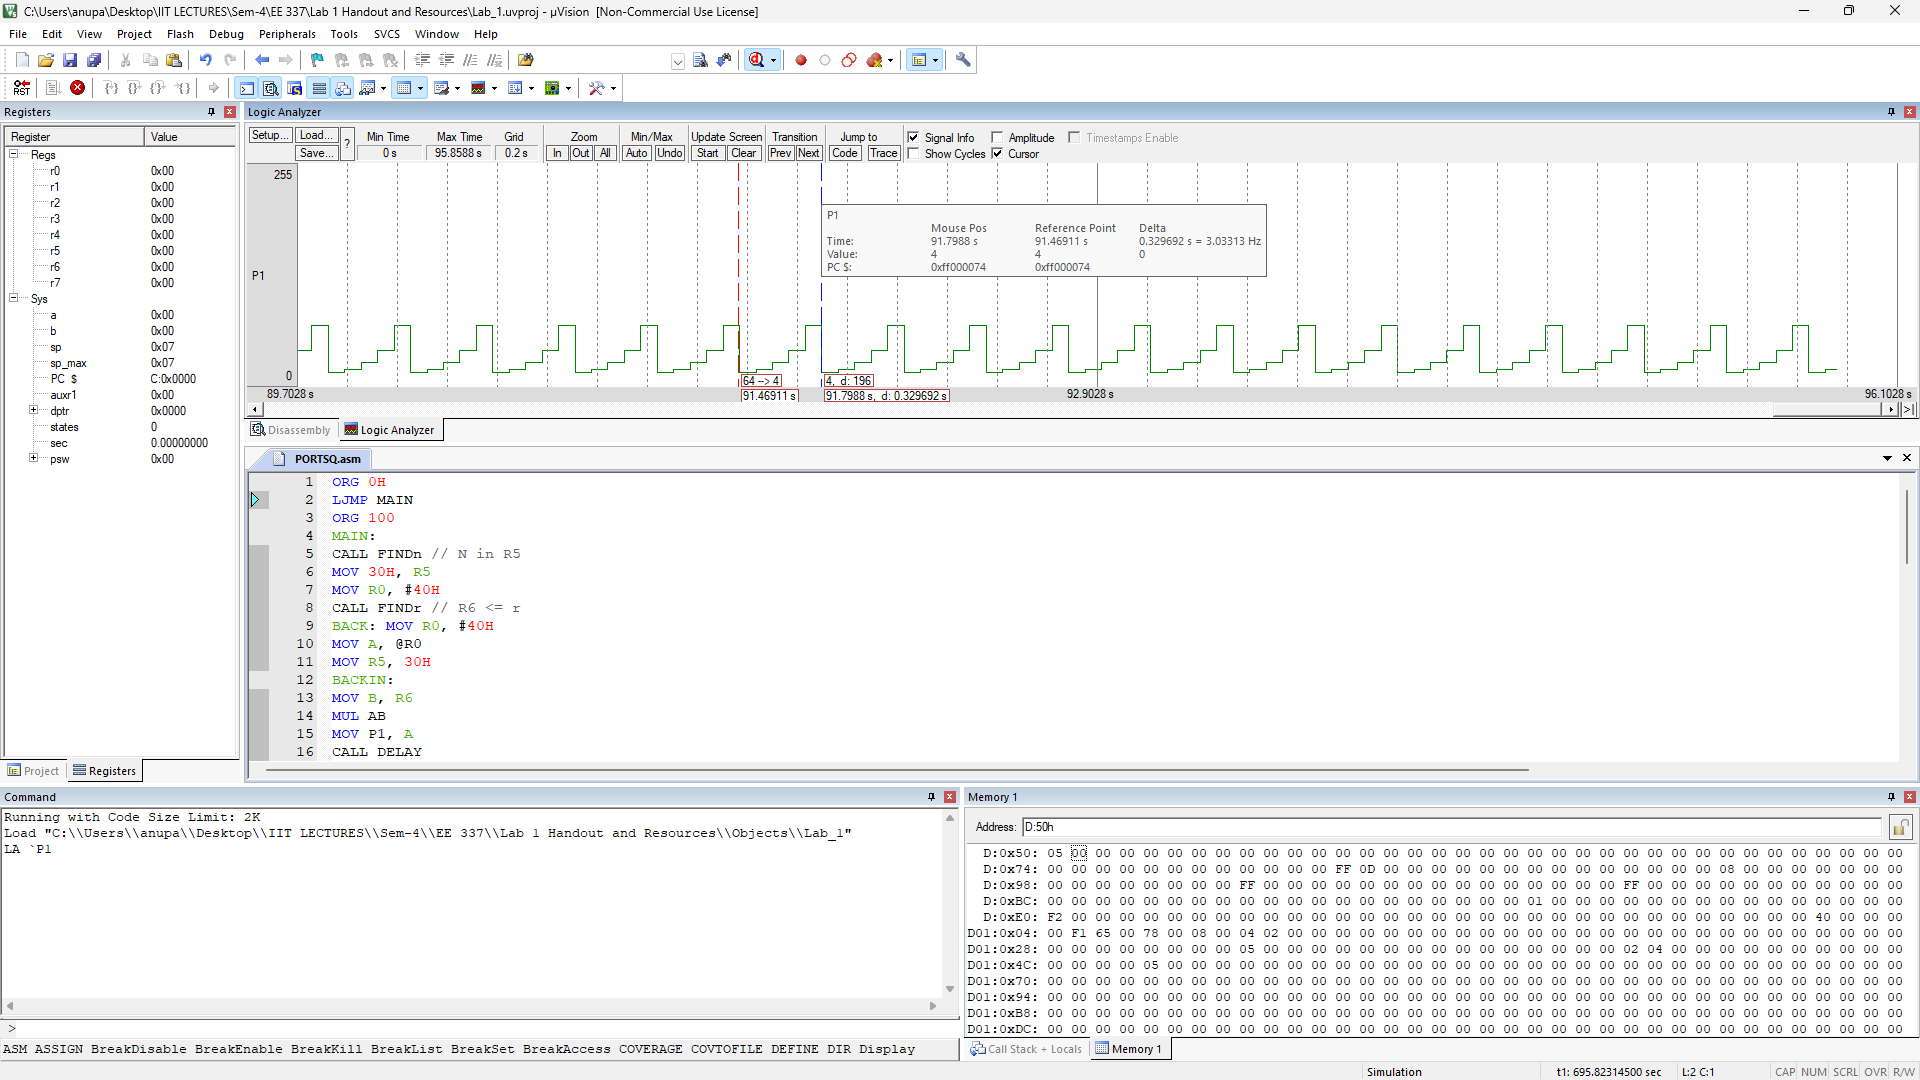 C:\Users\anupa\Desktop\IIT LECTURES\Sem-4\EE 337\Lab 1 Handout and Resources\Lab_1.uvproj - µVision [Non-Commercial Use License]
File Edit View Project Flash Debug Peripherals Tools SVCS Window Help
RST
Registers
Register Value
Regs
r0 0x00
r1 0x00
r2 0x00
r3 0x00
r4 0x00
r5 0x00
r6 0x00
r7 0x00
Sys
a 0x00
b 0x00
sp 0x07
sp_max 0x07
PC $ C:0x0000
auxr1 0x00
dptr 0x0000
states 0
sec 0.00000000
psw 0x00
Project Registers
Logic Analyzer
Setup... Load... ? Min Time Max Time Grid Zoom Min/Max Update Screen Transition Jump to Signal Info Amplitude Timestamps Enable
Save... 0 s 95.8588 s 0.2 s In Out All Auto Undo Start Clear Prev Next Code Trace Show Cycles Cursor
255
P1
0
P1
Mouse Pos Reference Point Delta
Time: 91.7988 s 91.46911 s 0.329692 s = 3.03313 Hz
Value: 4 4 0
PC $: 0xff000074 0xff000074
64 --> 4 4, d: 196
91.46911 s 91.7988 s, d: 0.329692 s
89.7028 s 92.9028 s 96.1028 s
Disassembly Logic Analyzer
PORTSQ.asm
1 ORG 0H
2 LJMP MAIN
3 ORG 100
4 MAIN:
5 CALL FINDn // N in R5
6 MOV 30H, R5
7 MOV R0, #40H
8 CALL FINDr // R6 <= r
9 BACK: MOV R0, #40H
10 MOV A, @R0
11 MOV R5, 30H
12 BACKIN:
13 MOV B, R6
14 MUL AB
15 MOV P1, A
16 CALL DELAY
Command
Running with Code Size Limit: 2K
Load "C:\\Users\\anupa\\Desktop\\IIT LECTURES\\Sem-4\\EE 337\\Lab 1 Handout and Resources\\Objects\\Lab_1"
LA `P1
>
ASM ASSIGN BreakDisable BreakEnable BreakKill BreakList BreakSet BreakAccess COVERAGE COVTOFILE DEFINE DIR Display
Memory 1
Address: D:50h
D:0x50: 05 00 00 00 00 00 00 00 00 00 00 00 00 00 00 00 00 00 00 00 00 00 00 00 00 00 00 00 00 00 00 00 00 00 00 00
D:0x74: 00 00 00 00 00 00 00 00 00 00 00 00 FF 0D 00 00 00 00 00 00 00 00 00 00 00 00 00 00 08 00 00 00 00 00 00 00
D:0x98: 00 00 00 00 00 00 00 00 FF 00 00 00 00 00 00 00 00 00 00 00 00 00 00 00 FF 00 00 00 00 00 00 00 00 00 00 00
D:0xBC: 00 00 00 00 00 00 00 00 00 00 00 00 00 00 00 00 00 00 00 00 01 00 00 00 00 00 00 00 00 00 00 00 00 00 00 00
D:0xE0: F2 00 00 00 00 00 00 00 00 00 00 00 00 00 00 00 00 00 00 00 00 00 00 00 00 00 00 00 00 00 00 00 40 00 00 00
D01:0x04: 00 F1 65 00 78 00 08 00 04 02 00 00 00 00 00 00 00 00 00 00 00 00 00 00 00 00 00 00 00 00 00 00 00 00 00 00
D01:0x28: 00 00 00 00 00 00 00 00 05 00 00 00 00 00 00 00 00 00 00 00 00 00 00 00 02 04 00 00 00 00 00 00 00 00 00 00
D01:0x4C: 00 00 00 00 05 00 00 00 00 00 00 00 00 00 00 00 00 00 00 00 00 00 00 00 00 00 00 00 00 00 00 00 00 00 00 00
D01:0x70: 00 00 00 00 00 00 00 00 00 00 00 00 00 00 00 00 00 00 00 00 00 00 00 00 00 00 00 00 00 00 00 00 00 00 00 00
D01:0x94: 00 00 00 00 00 00 00 00 00 00 00 00 00 00 00 00 00 00 00 00 00 00 00 00 00 00 00 00 00 00 00 00 00 00 00 00
D01:0xB8: 00 00 00 00 00 00 00 00 00 00 00 00 00 00 00 00 00 00 00 00 00 00 00 00 00 00 00 00 00 00 00 00 00 00 00 00
D01:0xDC: 00 00 00 00 00 00 00 00 00 00 00 00 00 00 00 00 00 00 00 00 00 00 00 00 00 00 00 00 00 00 00 00 00 00 00 00
Call Stack + Locals Memory 1
Simulation t1: 695.82314500 sec L:2 C:1 CAP NUM SCRL OVR R/W